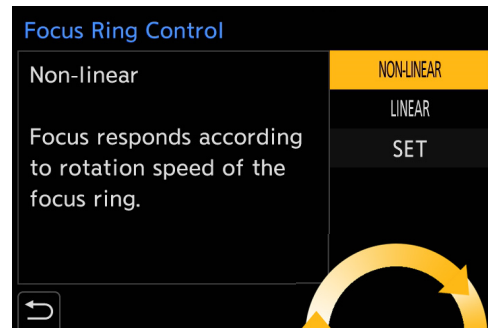 Focus Ring Control
Non-linear
Focus responds according
to rotation speed of the
focus ring.
NON-LINEAR
LINEAR
SET